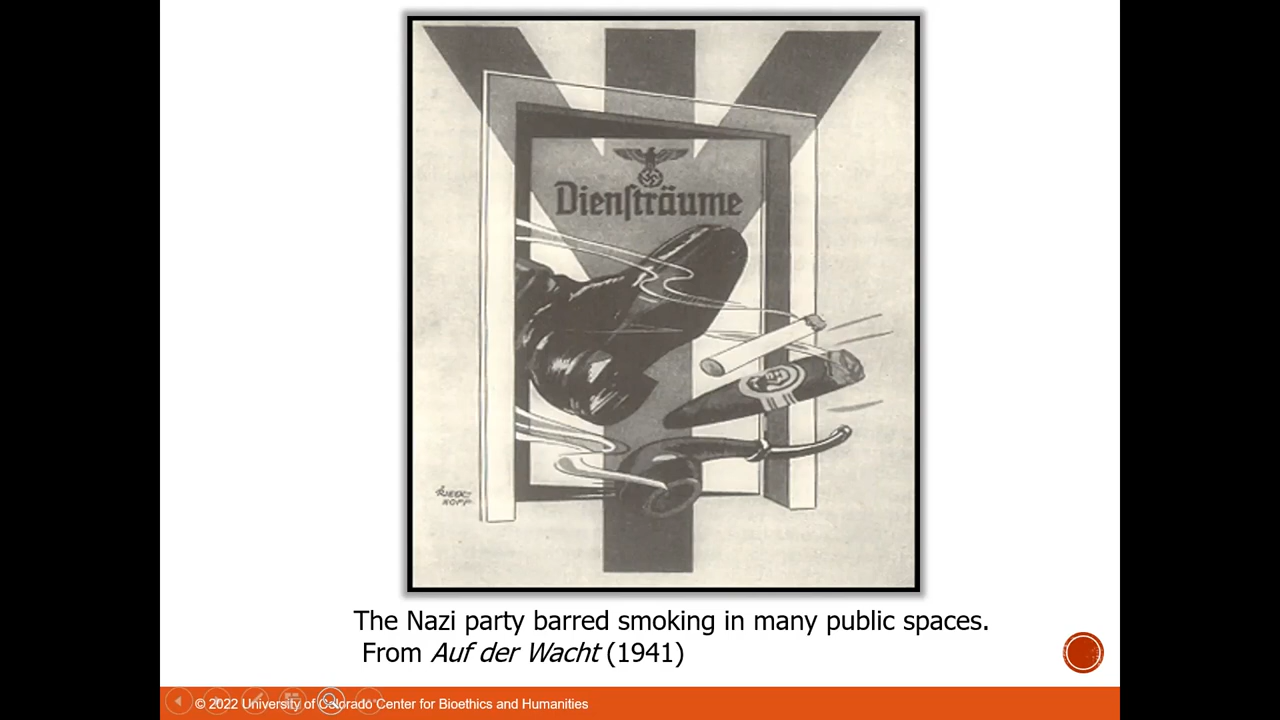 Dienſträume
The Nazi party barred smoking in many public spaces.
From Auf der Wacht (1941)
© 2022 University of Colorado Center for Bioethics and Humanities